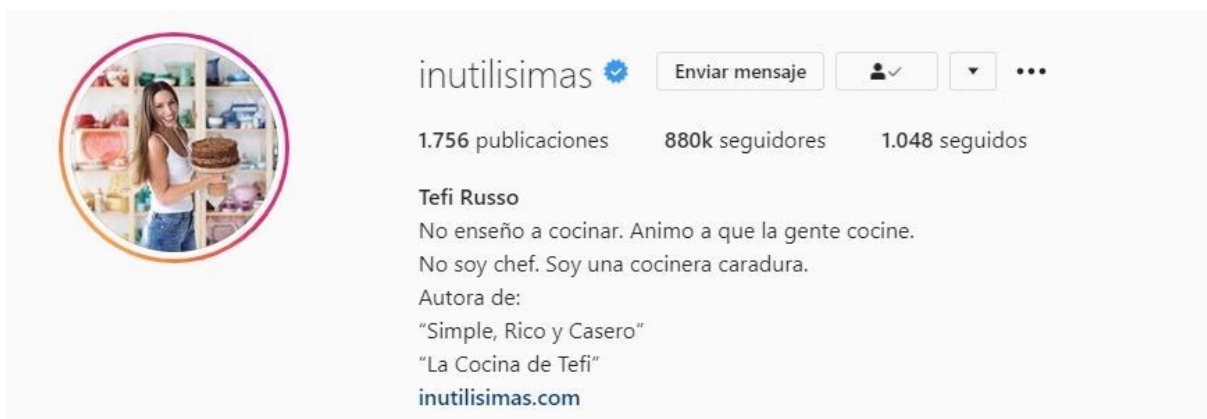 inutilisimas Enviar mensaje
1.756 publicaciones 880k seguidores 1.048 seguidos
Tefi Russo
No enseño a cocinar. Animo a que la gente cocine.
No soy chef. Soy una cocinera caradura.
Autora de:
“Simple, Rico y Casero”
“La Cocina de Tefi”
inutilisimas.com